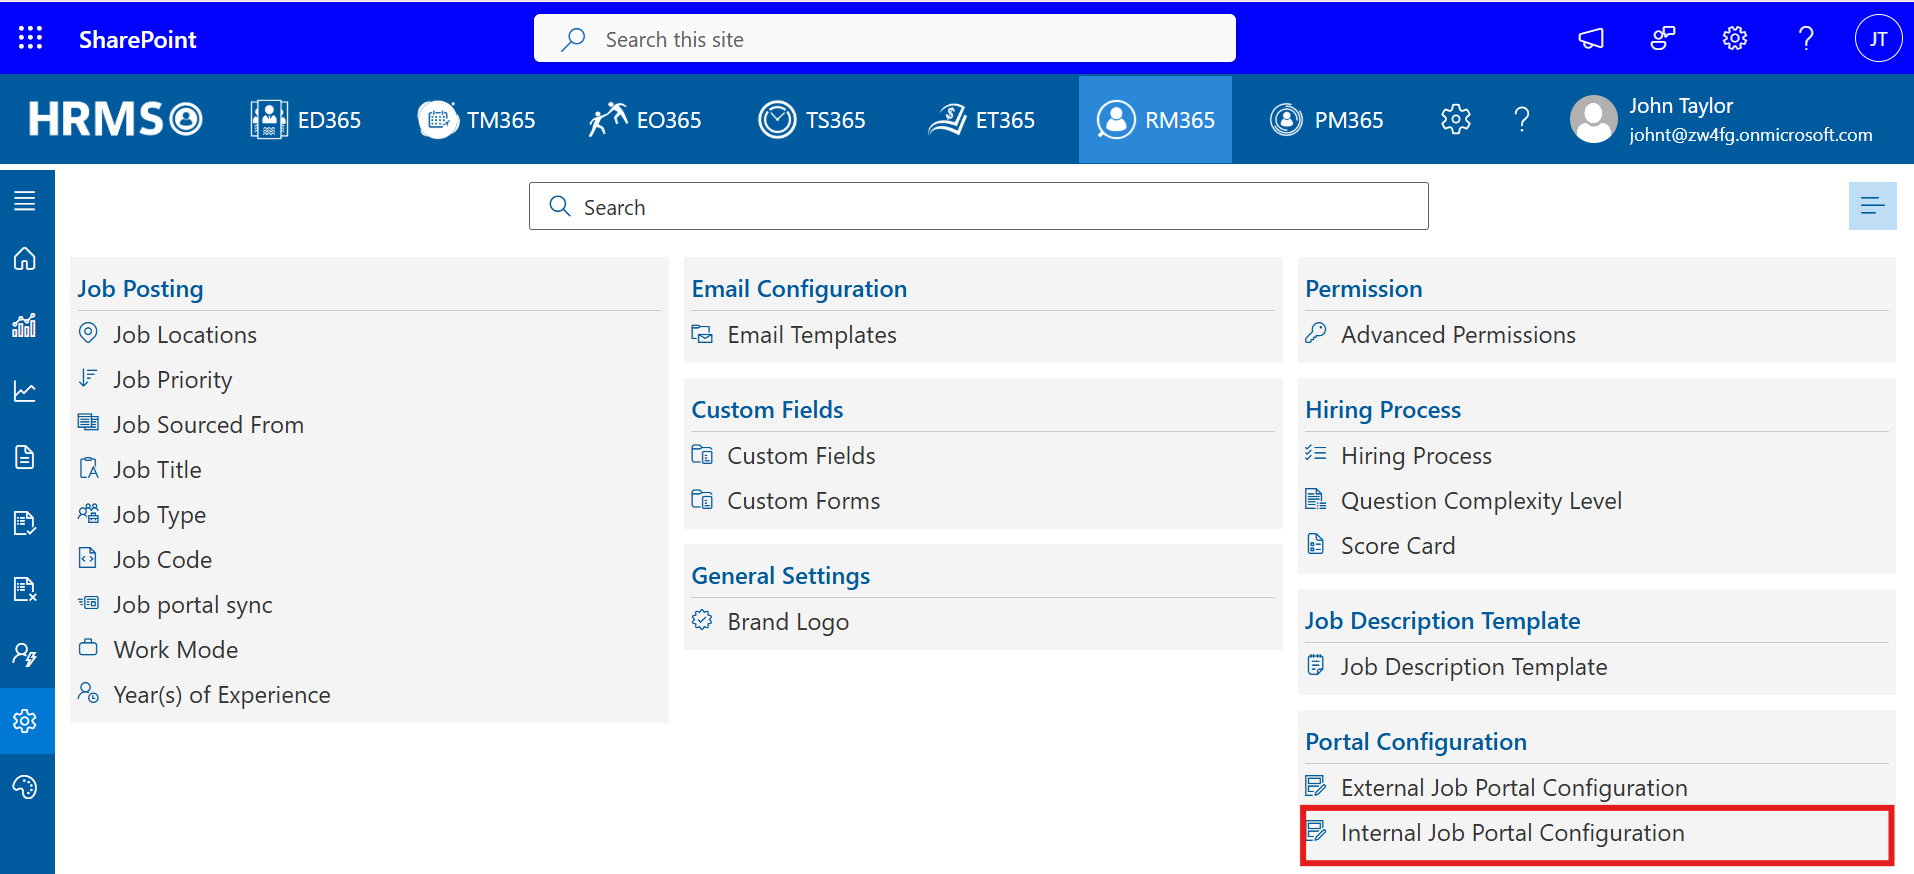 SharePoint
Search this site
JT
HRMS
ED365
TM365
EO365
TS365
ET365
RM365
PM365
John Taylor
johnt@zw4fg.onmicrosoft.com
Search
Job Posting
Job Locations
Job Priority
Job Sourced From
Job Title
Job Type
Job Code
Job portal sync
Work Mode
Year(s) of Experience
Email Configuration
Email Templates
Custom Fields
Custom Fields
Custom Forms
General Settings
Brand Logo
Permission
Advanced Permissions
Hiring Process
Hiring Process
Question Complexity Level
Score Card
Job Description Template
Job Description Template
Portal Configuration
External Job Portal Configuration
Internal Job Portal Configuration